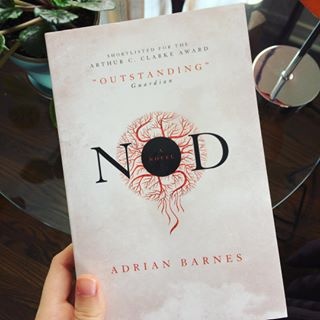 SHORTLISTED FOR THE
ARTHUR C. CLARKE AWARD
"OUTSTANDING"
Guardian
NOD
A
NOVEL
ADRIAN BARNES